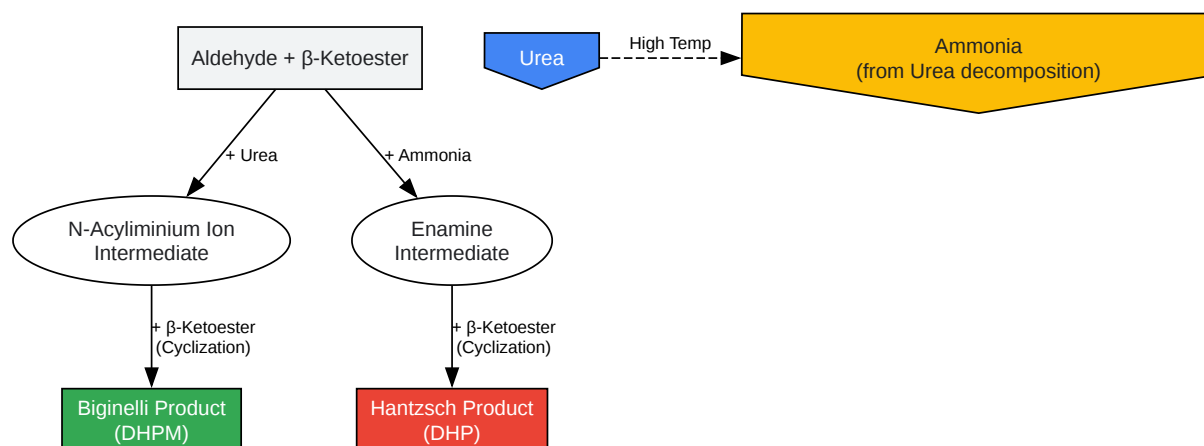 Aldehyde + β-Ketoester
Urea
High Temp
Ammonia
(from Urea decomposition)
+ Urea
+ Ammonia
N-Acyliminium Ion
Intermediate
Enamine
Intermediate
+ β-Ketoester
(Cyclization)
+ β-Ketoester
(Cyclization)
Biginelli Product
(DHPM)
Hantzsch Product
(DHP)